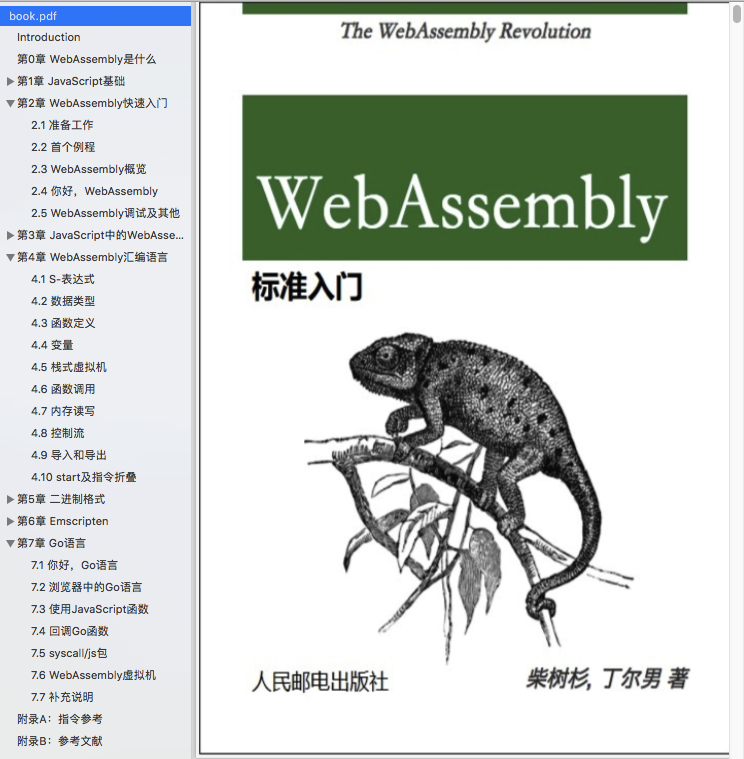 book.pdf
Introduction
第0章 WebAssembly是什么
第1章 JavaScript基础
第2章 WebAssembly快速入门
2.1 准备工作
2.2 首个例程
2.3 WebAssembly概览
2.4 你好，WebAssembly
2.5 WebAssembly调试及其他
第3章 JavaScript中的WebAsse...
第4章 WebAssembly汇编语言
4.1 S-表达式
4.2 数据类型
4.3 函数定义
4.4 变量
4.5 栈式虚拟机
4.6 函数调用
4.7 内存读写
4.8 控制流
4.9 导入和导出
4.10 start及指令折叠
第5章 二进制格式
第6章 Emscripten
第7章 Go语言
7.1 你好，Go语言
7.2 浏览器中的Go语言
7.3 使用JavaScript函数
7.4 回调Go函数
7.5 syscall/js包
7.6 WebAssembly虚拟机
7.7 补充说明
附录A：指令参考
附录B：参考文献
The WebAssembly Revolution
WebAssembly
标准入门
人民邮电出版社
柴树杉, 丁尔男 著